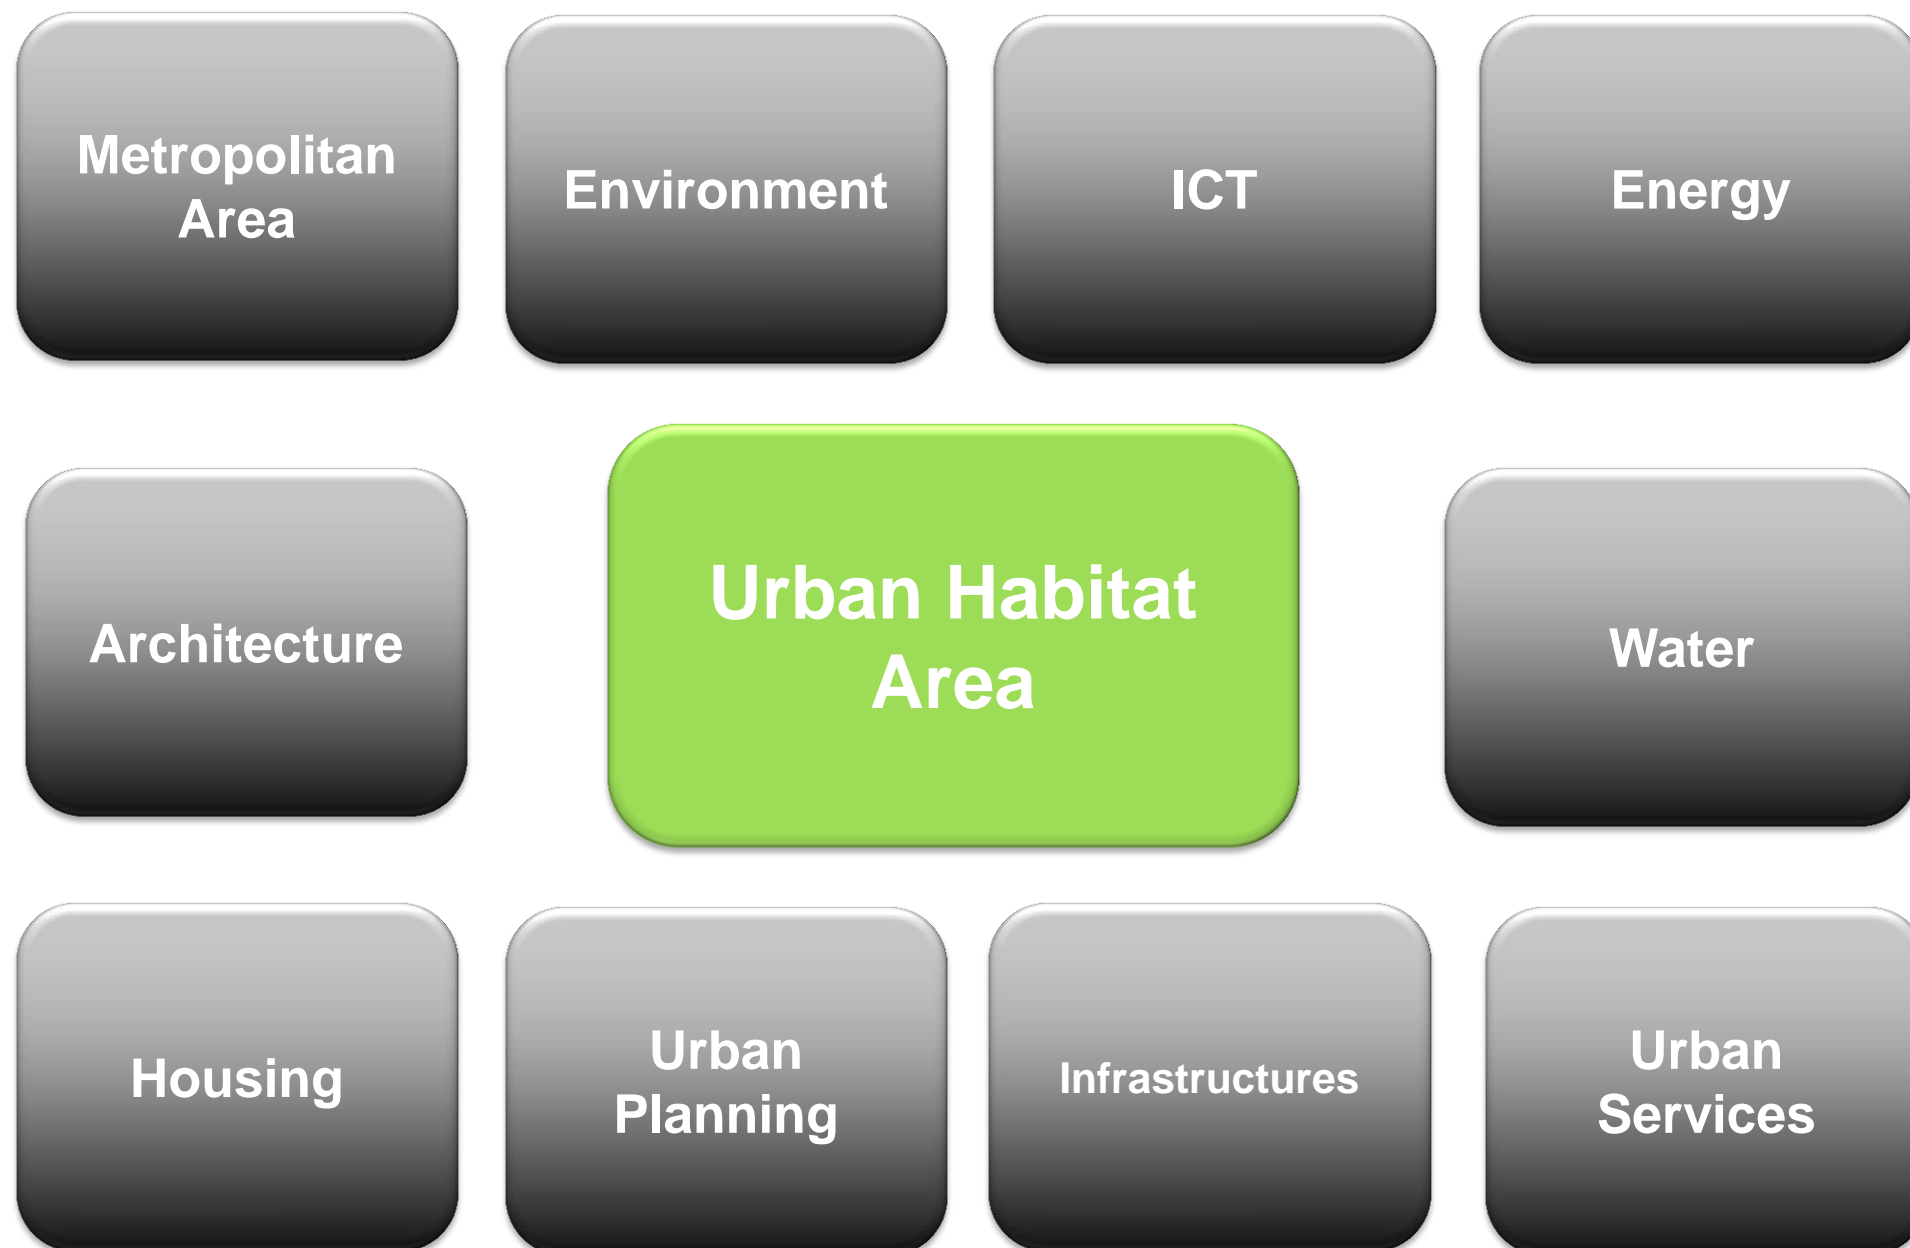 Metropolitan
Area
Environment
ICT
Energy
Architecture
Urban Habitat
Area
Water
Housing
Urban
Planning
Infrastructures
Urban
Services